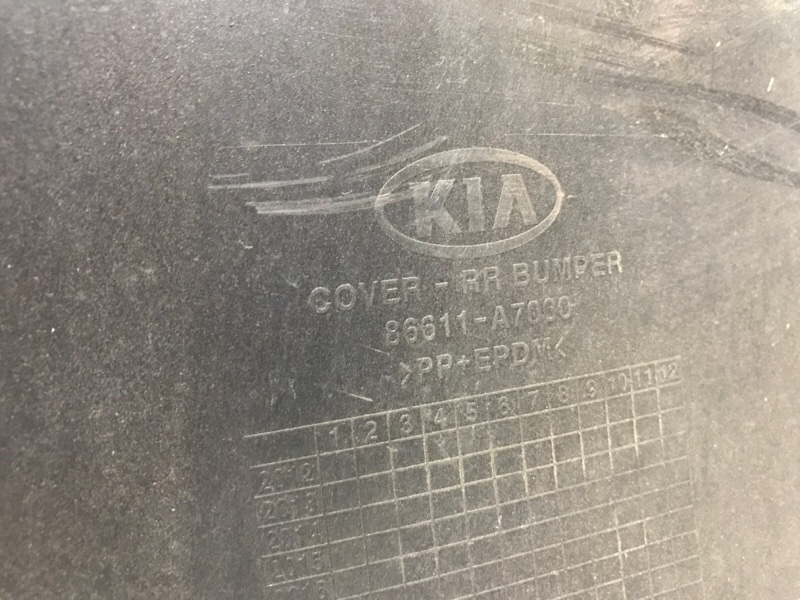 KIA
COVER - RR BUMPER
86611-A7000
>PP+EPDM<
1 2 3 4 5 6 7 8 9 10 11 12
2012
2013
2014
2015